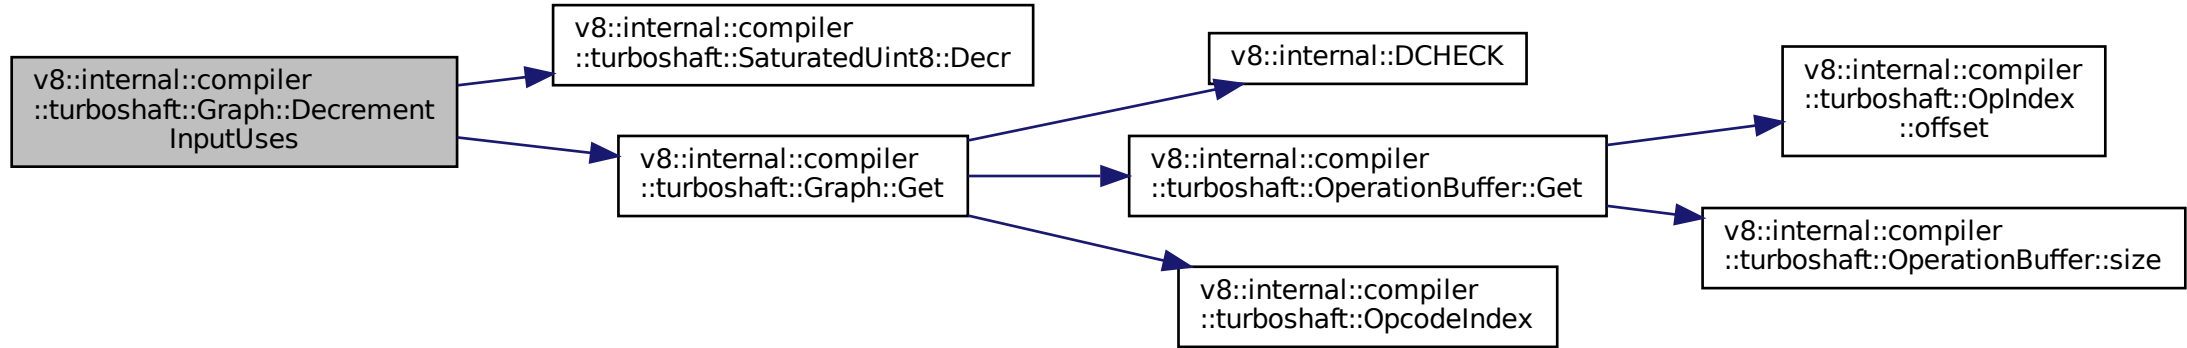 v8::internal::compiler
::turboshaft::Graph::Decrement
InputUses
v8::internal::compiler
::turboshaft::SaturatedUint8::Decr
v8::internal::compiler
::turboshaft::Graph::Get
v8::internal::DCHECK
v8::internal::compiler
::turboshaft::OperationBuffer::Get
v8::internal::compiler
::turboshaft::OpcodeIndex
v8::internal::compiler
::turboshaft::OpIndex
::offset
v8::internal::compiler
::turboshaft::OperationBuffer::size